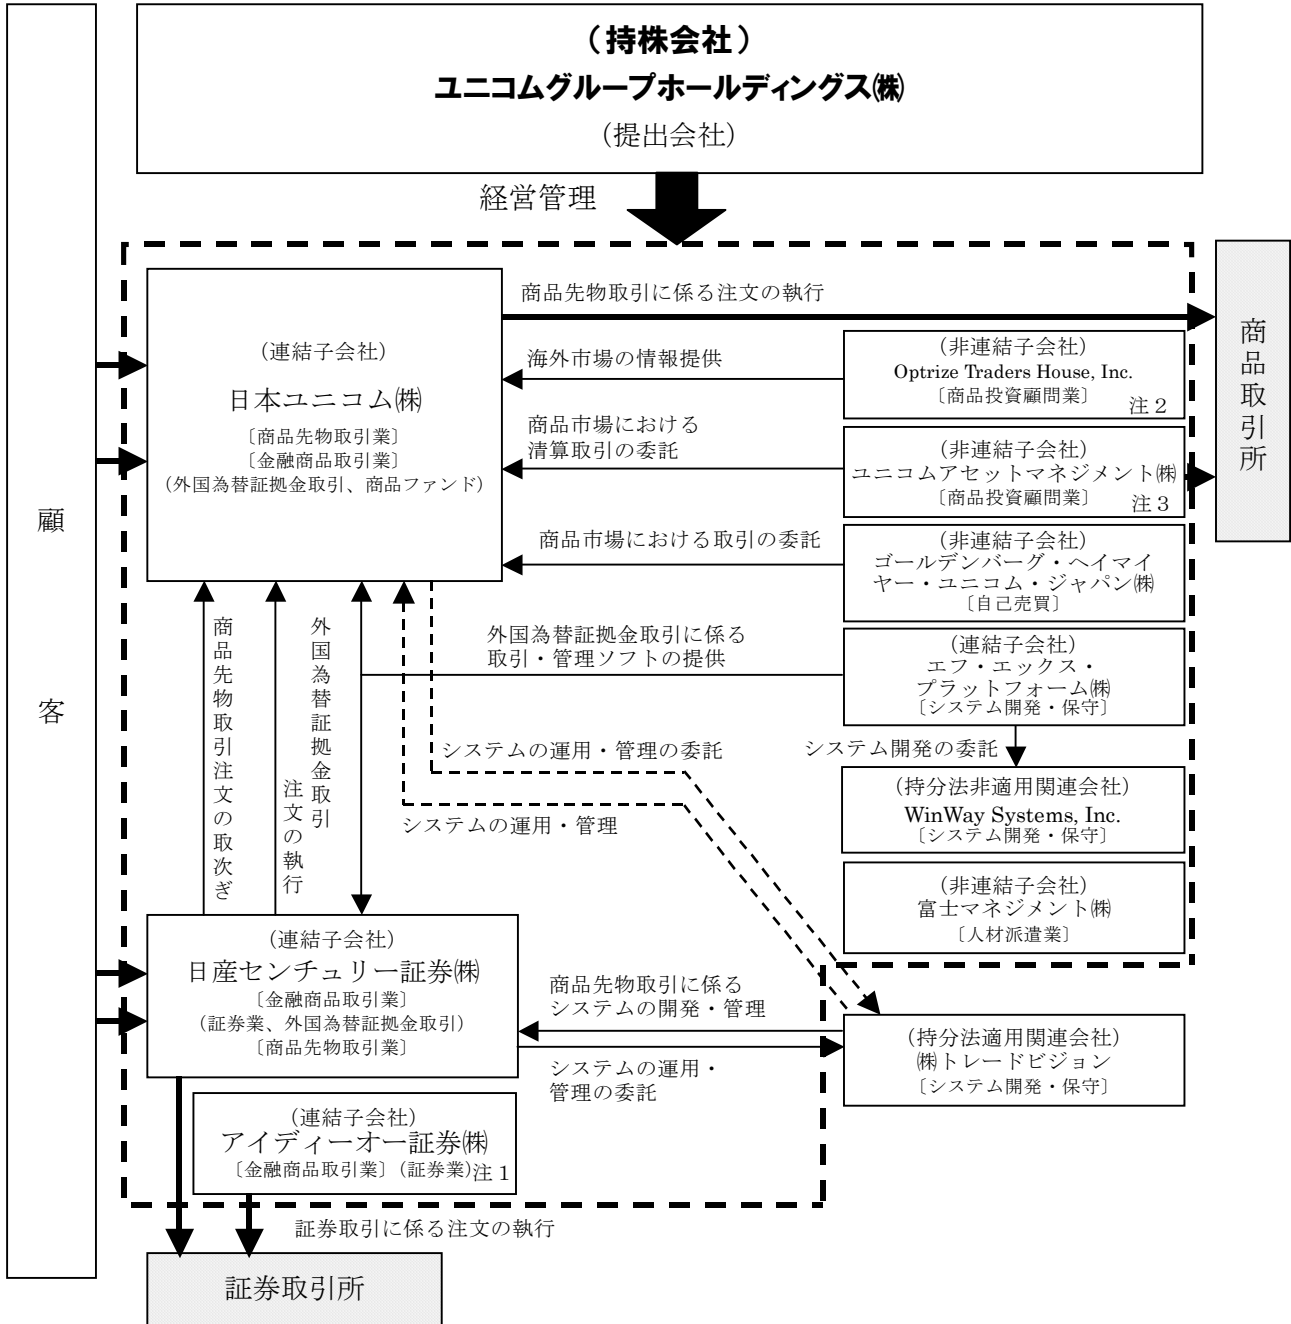 (持株会社)
ユニコムグループホールディングス㈱
(提出会社)
経営管理
顧客
商品取引所
(連結子会社)
日本ユニコム㈱
〔商品先物取引業〕
〔金融商品取引業〕
(外国為替証拠金取引、商品ファンド)
商品先物取引に係る注文の執行
海外市場の情報提供
(非連結子会社)
Optrize Traders House, Inc.
〔商品投資顧問業〕
注2
商品市場における
清算取引の委託
(非連結子会社)
ユニコムアセットマネジメント㈱
〔商品投資顧問業〕
注3
商品市場における取引の委託
(非連結子会社)
ゴールデンバーグ・ヘイマイ
ヤー・ユニコム・ジャパン㈱
〔自己売買〕
外国為替証拠金取引に係る
取引・管理ソフトの提供
(連結子会社)
エフ・エックス・
プラットフォーム㈱
〔システム開発・保守〕
システム開発の委託
(持分法非適用関連会社)
WinWay Systems, Inc.
〔システム開発・保守〕
(非連結子会社)
富士マネジメント㈱
〔人材派遣業〕
商品先物取引注文の取次ぎ
外国為替証拠金取引
注文の執行
システムの運用・管理の委託
システムの運用・管理
(連結子会社)
日産センチュリー証券㈱
〔金融商品取引業〕
(証券業、外国為替証拠金取引)
〔商品先物取引業〕
商品先物取引に係る
システムの開発・管理
システムの運用・
管理の委託
(持分法適用関連会社)
㈱トレードビジョン
〔システム開発・保守〕
(連結子会社)
アイディーオー証券㈱
〔金融商品取引業〕(証券業)注1
証券取引に係る注文の執行
証券取引所